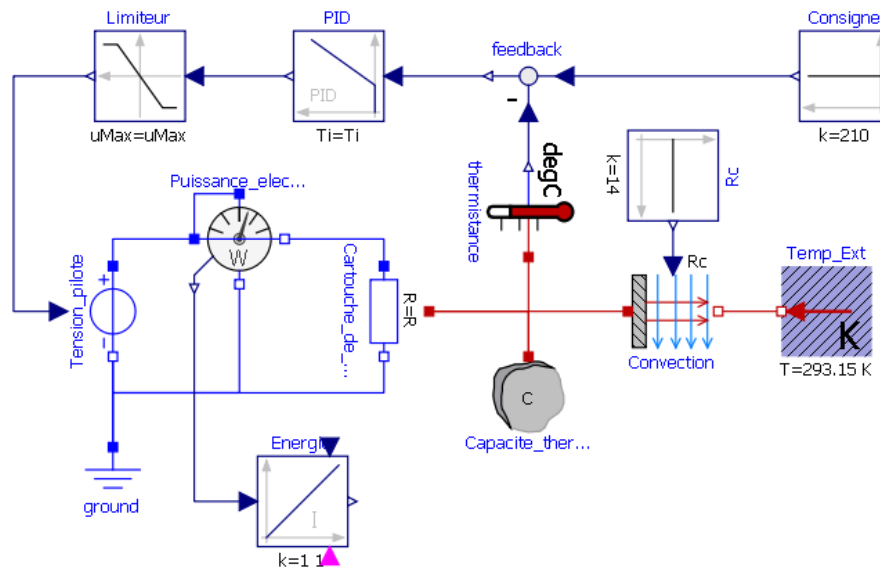 Limiteur
PID
Consigne
feedback
PID
-
uMax=uMax
Ti=Ti
k=210
degC
thermistance
k=14
Rc
Puissance_elec...
W
Tension_pilote
+
-
Cartouche_de_...
R=R
Rc
Temp_Ext
K
Convection
T=293.15 K
C
Capacite_ther...
Energi
ground
I
k=1 1